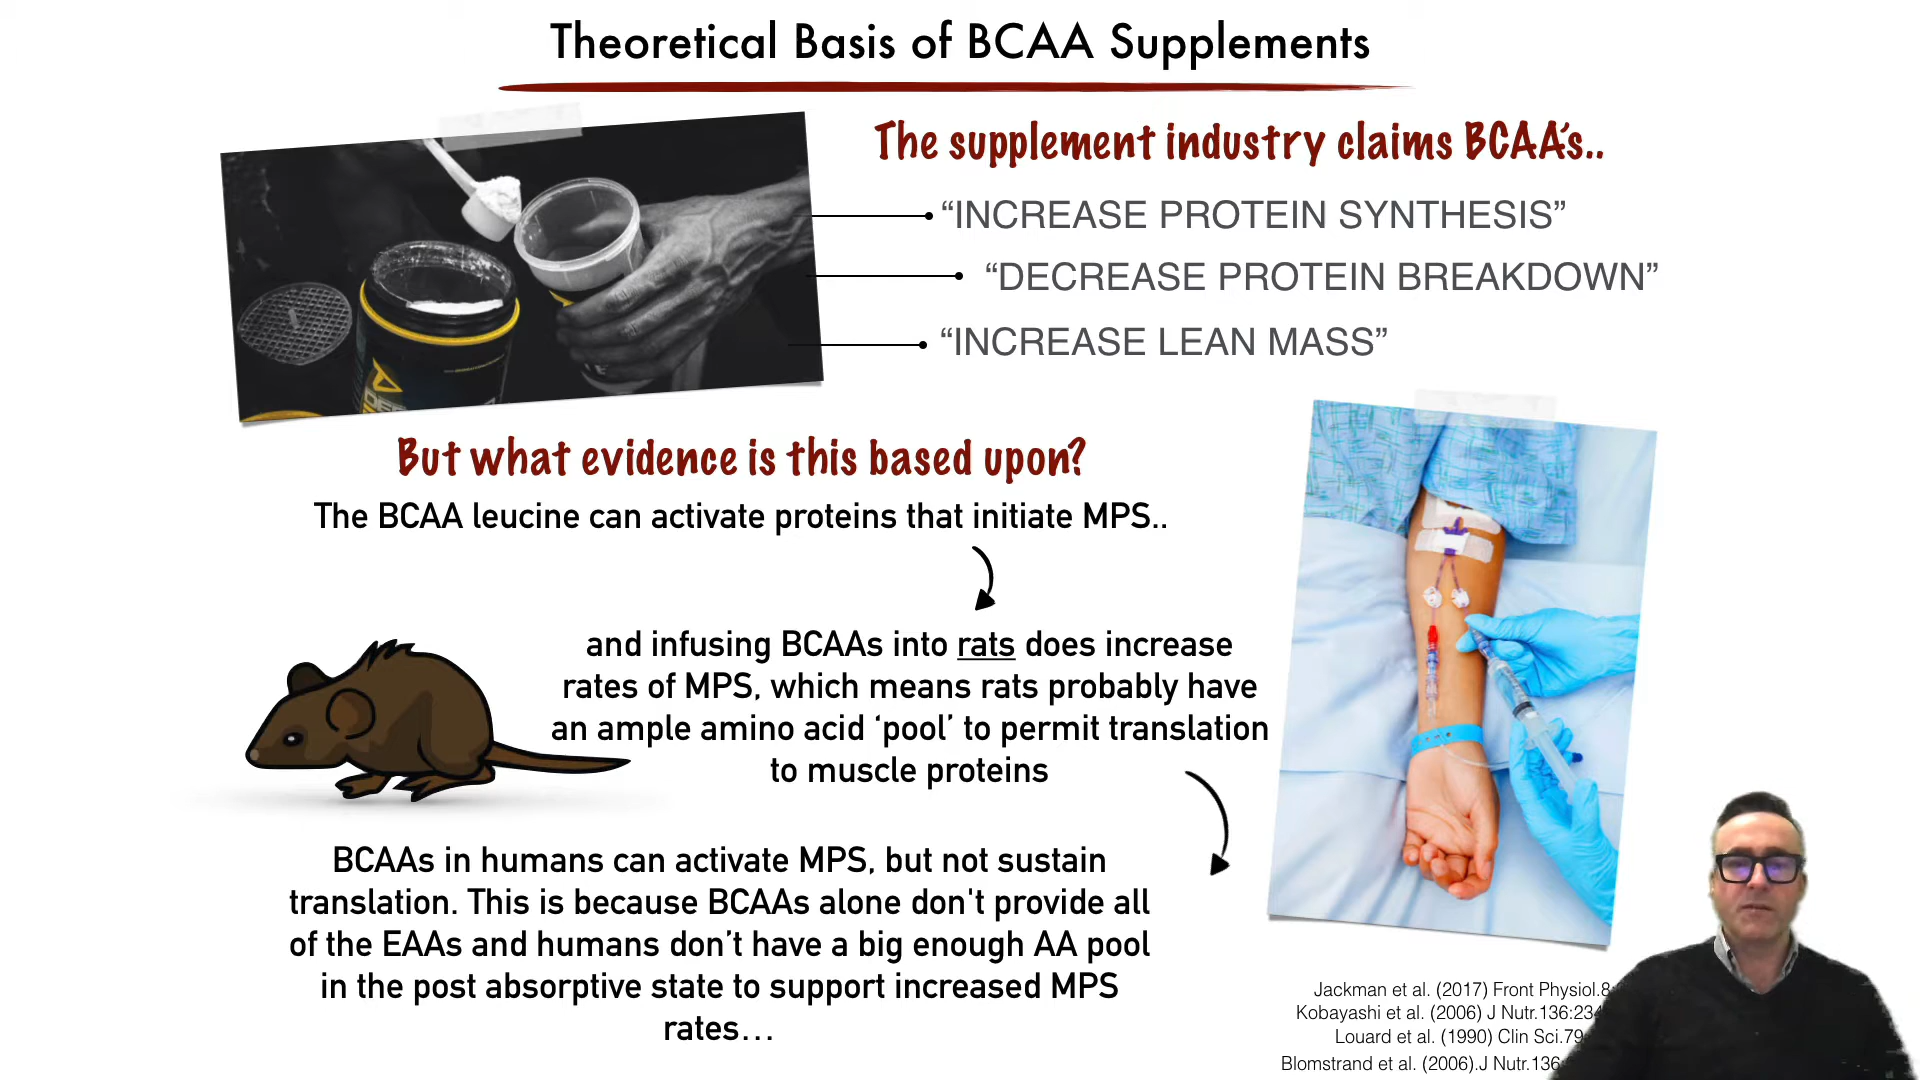 Theoretical Basis of BCAA Supplements
The supplement industry claims BCAA's..
“INCREASE PROTEIN SYNTHESIS”
“DECREASE PROTEIN BREAKDOWN”
“INCREASE LEAN MASS”
But what evidence is this based upon?
The BCAA leucine can activate proteins that initiate MPS..
and infusing BCAAs into rats does increase
rates of MPS, which means rats probably have
an ample amino acid ‘pool’ to permit translation
to muscle proteins
BCAAs in humans can activate MPS, but not sustain
translation. This is because BCAAs alone don't provide all
of the EAAs and humans don’t have a big enough AA pool
in the post absorptive state to support increased MPS
rates...
Jackman et al. (2017) Front Physiol.8
Kobayashi et al. (2006) J Nutr.136:234
Louard et al. (1990) Clin Sci.79
Blomstrand et al. (2006).J Nutr.136